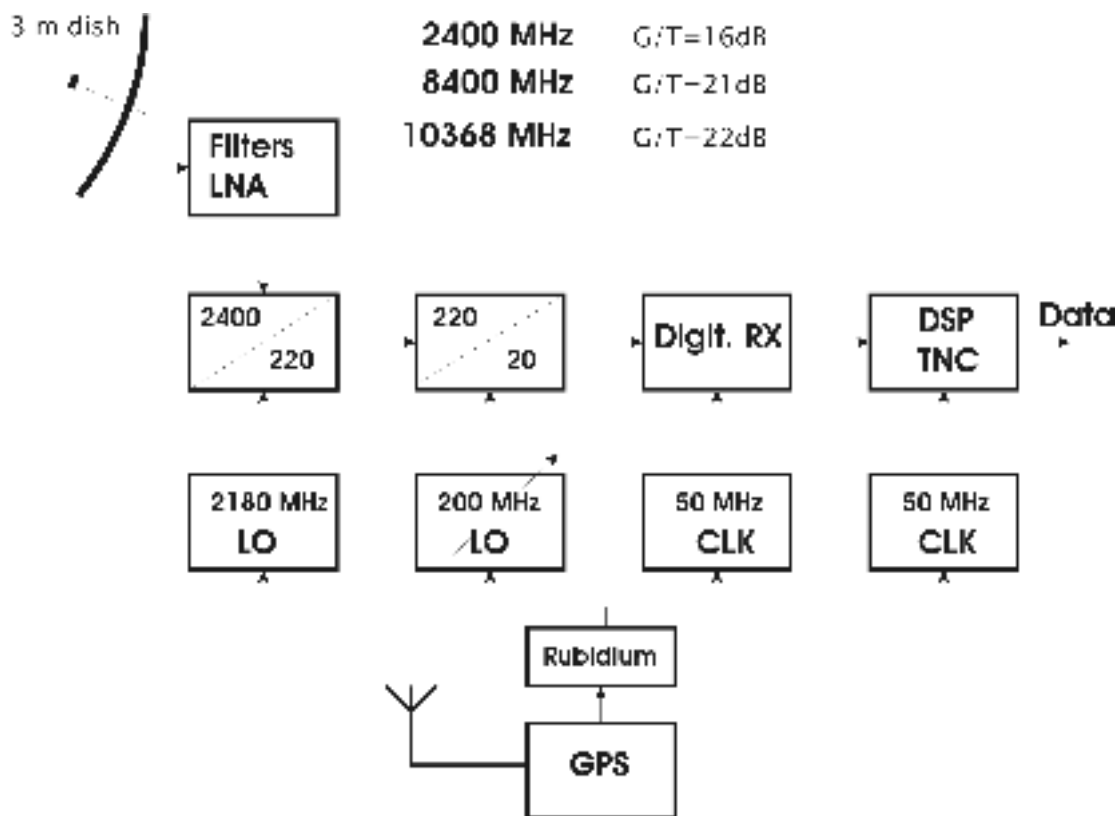 3 m dish
2400 MHz G/T=16dB
8400 MHz G/T=21dB
10368 MHz G/T=22dB
Filters
LNA
2400
220
220
20
Digit. RX
DSP
TNC
Data
2180 MHz
LO
200 MHz
LO
50 MHz
CLK
50 MHz
CLK
Rubidium
GPS